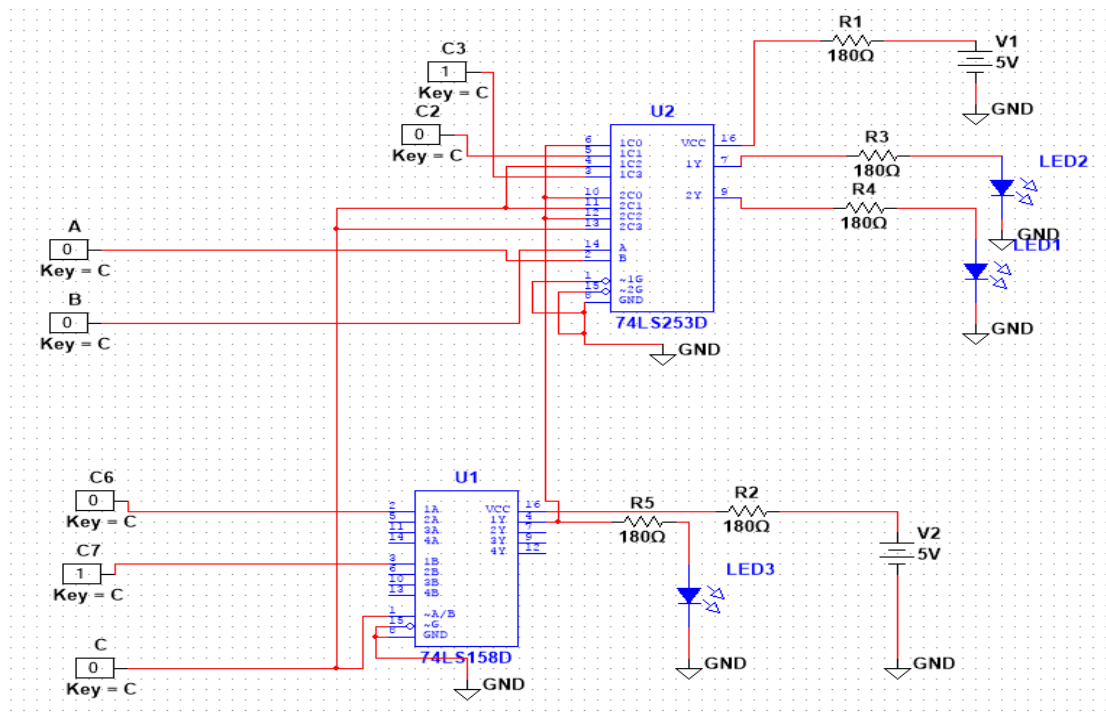 R1
180Ω
V1
5V
GND
C3
1
Key = C
C2
0
Key = C
U2
6 1C0
5 1C1
4 1C2
3 1C3
10 2C0
11 2C1
12 2C2
13 2C3
14 A
2 B
1 ~1G
15 ~2G
8 GND
VCC 16
1Y 7
2Y 9
74LS253D
GND
R3
180Ω
LED2
GND
R4
180Ω
LED1
GND
A
0
Key = C
B
0
Key = C
C6
0
Key = C
C7
1
Key = C
C
0
Key = C
U1
2 1A
5 2A
11 3A
14 4A
3 1B
6 2B
10 3B
13 4B
1 ~A/B
15 ~G
8 GND
VCC 16
1Y 4
2Y 7
3Y 9
4Y 12
74LS158D
GND
R5
180Ω
R2
180Ω
V2
5V
LED3
GND
GND